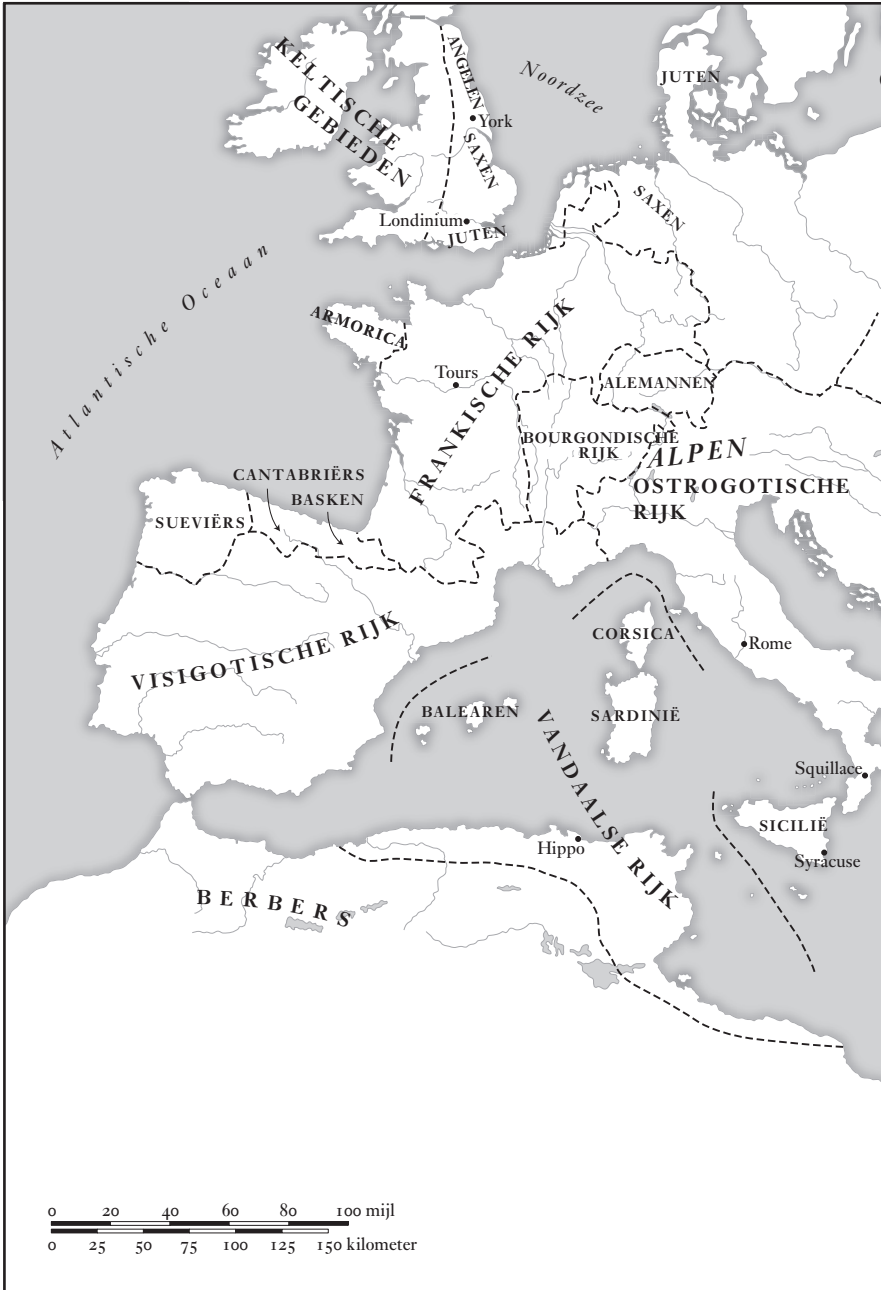 KELTISCHE
GEBIEDEN
ANGELEN
York
SAXEN
Londinium
JUTEN
Noordzee
JUTEN
SAXEN
Atlantische Oceaan
ARMORICA
Tours
FRANKISCHE RIJK
ALEMANNEN
BOURGONDISCHE
RIJK
ALPEN
OSTROGOTISCHE
RIJK
CANTABRIËRS
BASKEN
SUEVIËRS
VISIGOTISCHE RIJK
CORSICA
Rome
BALEAREN
SARDINIË
VANDAALSE RIJK
Squillace
SICILIË
Syracuse
Hippo
BERBERS
0 20 40 60 80 100 mijl
0 25 50 75 100 125 150 kilometer